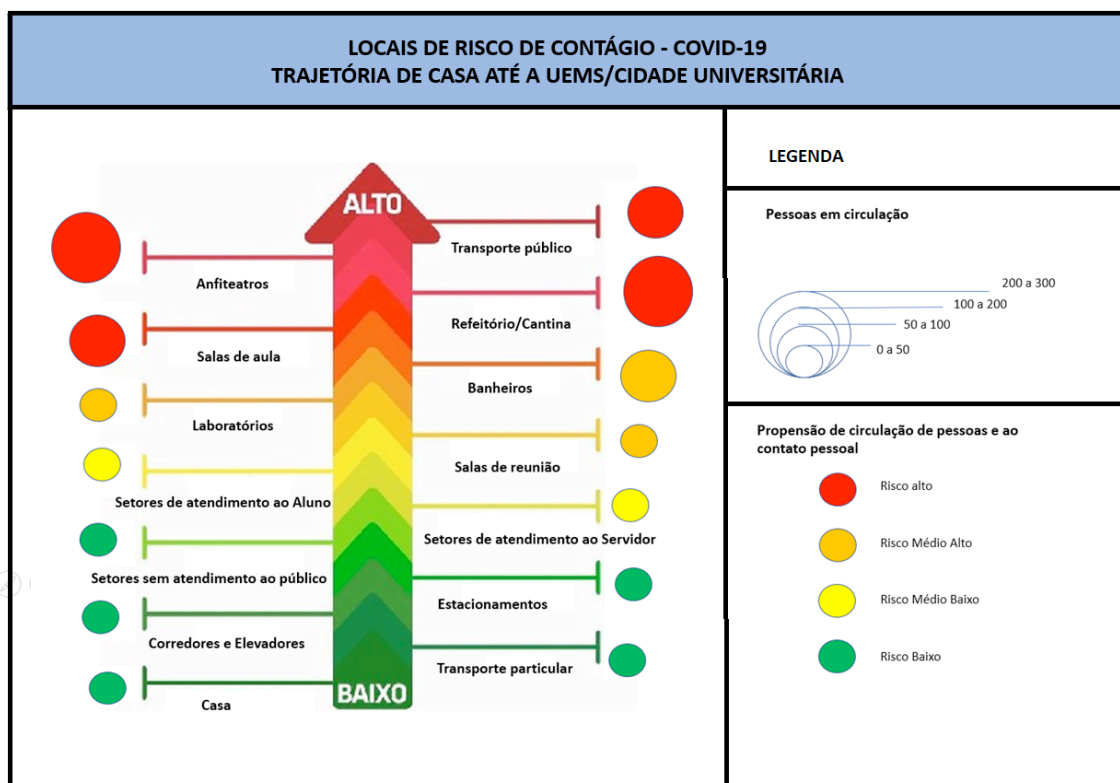 LOCAIS DE RISCO DE CONTÁGIO - COVID-19
TRAJETÓRIA DE CASA ATÉ A UEMS/CIDADE UNIVERSITÁRIA
ALTO
Transporte público
Anfiteatros
Refeitório/Cantina
Salas de aula
Banheiros
Laboratórios
Salas de reunião
Setores de atendimento ao Aluno
Setores de atendimento ao Servidor
Setores sem atendimento ao público
Estacionamentos
Corredores e Elevadores
Transporte particular
BAIXO
Casa
LEGENDA
Pessoas em circulação
200 a 300
100 a 200
50 a 100
0 a 50
Propensão de circulação de pessoas e ao
contato pessoal
Risco alto
Risco Médio Alto
Risco Médio Baixo
Risco Baixo